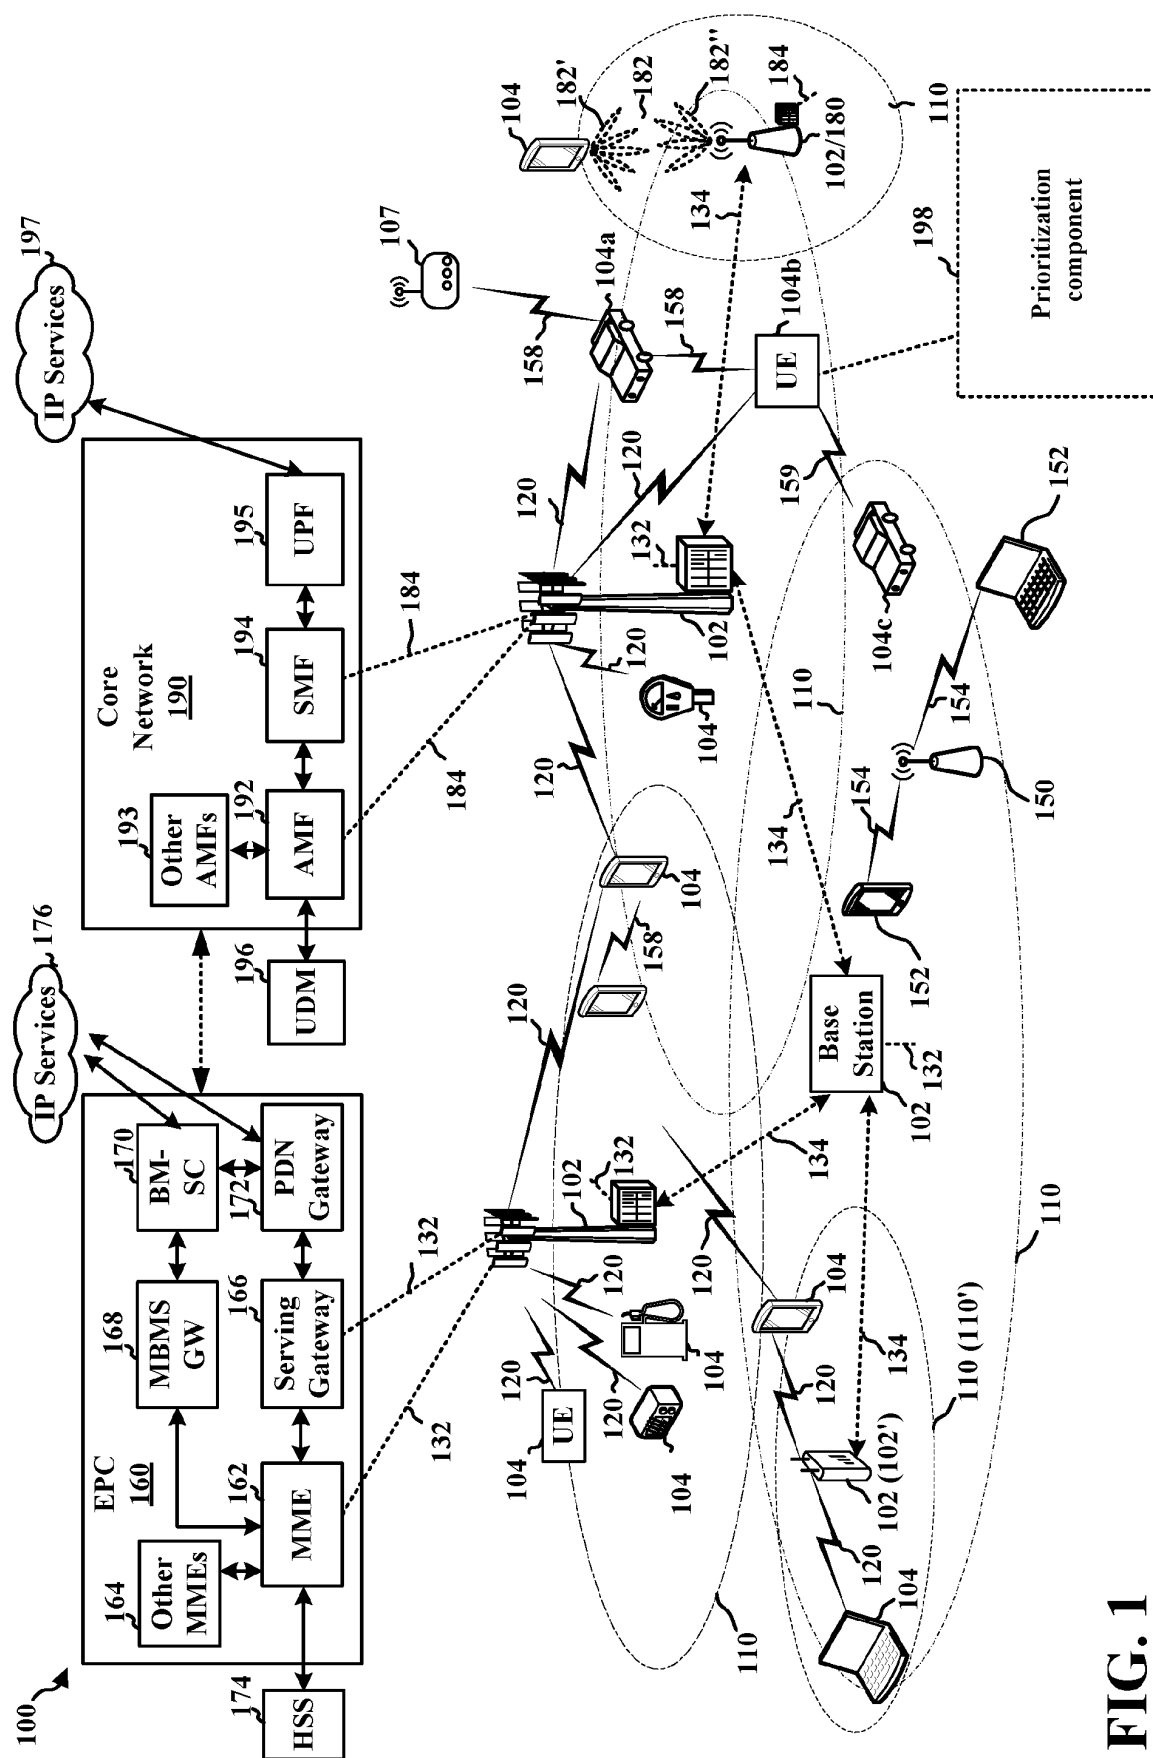 100
EPC
160
174
HSS
164
Other
MMEs
162
MME
168
MBMS
GW
166
Serving
Gateway
170
BM-
SC
172
PDN
Gateway
IP Services
176
Core
Network
190
196
UDM
193
Other
AMFs
192
AMF
194
SMF
195
UPF
IP Services
197
132
132
184
184
104
UE
120
120
104
120
104
102
132
120
158
104
120
120
104
102
132
120
120
158
107
104a
158
UE
104b
104
182'
182
182''
184
102/180
110
134
198
Prioritization
component
110
120
104
134
134
110
159
104c
104
120
102 (102')
120
134
110 (110')
110
Base
Station
102
132
152
154
150
154
152
FIG. 1